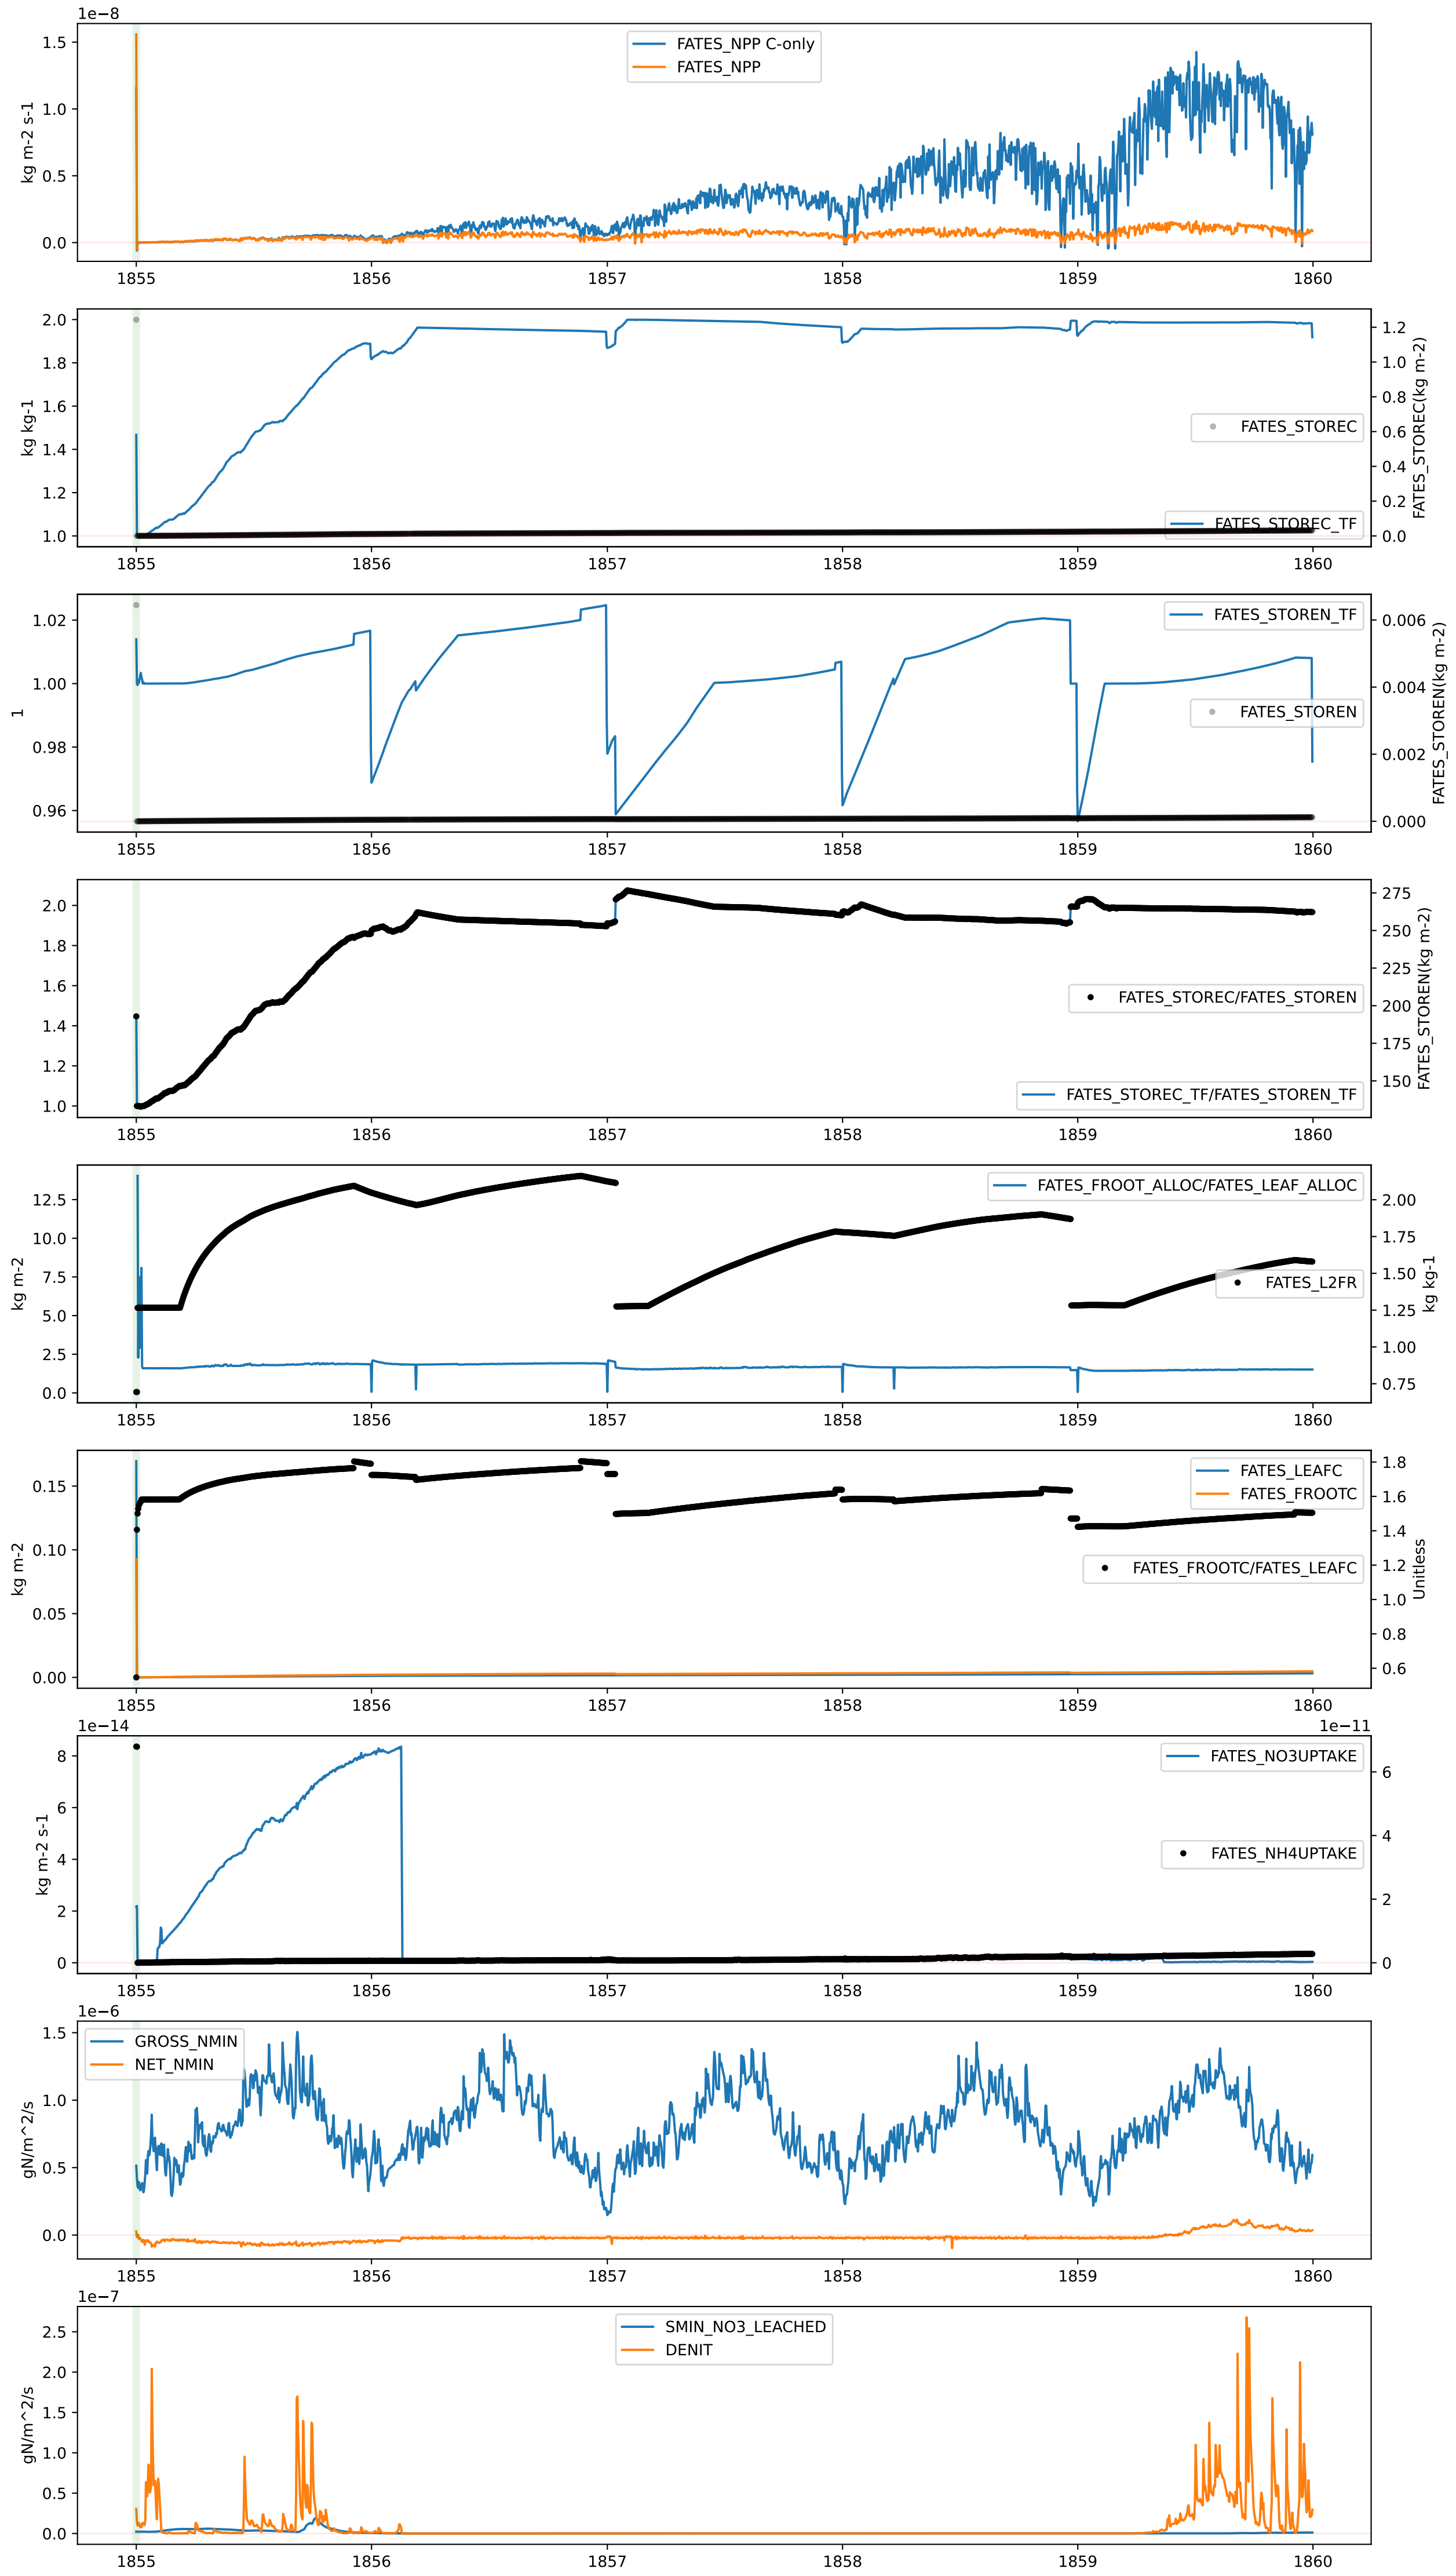 1e−8
FATES_NPP C-only
FATES_NPP
kg m-2 s-1
1.5
1.0
0.5
0.0
1855 1856 1857 1858 1859 1860
2.0
1.8
1.6
1.4
1.2
1.0
kg kg-1
FATES_STOREC
FATES_STOREC_TF
1.2
1.0
0.8
0.6
0.4
0.2
0.0
FATES_STOREC(kg m-2)
1855 1856 1857 1858 1859 1860
1.02
1.00
0.98
0.96
1
FATES_STOREN_TF
FATES_STOREN
0.006
0.004
0.002
0.000
FATES_STOREN(kg m-2)
1855 1856 1857 1858 1859 1860
2.0
1.8
1.6
1.4
1.2
1.0
FATES_STOREC/FATES_STOREN
FATES_STOREC_TF/FATES_STOREN_TF
275
250
225
200
175
150
FATES_STOREN(kg m-2)
1855 1856 1857 1858 1859 1860
12.5
10.0
7.5
5.0
2.5
0.0
kg m-2
FATES_FROOT_ALLOC/FATES_LEAF_ALLOC
FATES_L2FR
2.00
1.75
1.50
1.25
1.00
0.75
kg kg-1
1855 1856 1857 1858 1859 1860
0.15
0.10
0.05
0.00
kg m-2
FATES_LEAFC
FATES_FROOTC
FATES_FROOTC/FATES_LEAFC
1.8
1.6
1.4
1.2
1.0
0.8
0.6
Unitless
1855 1856 1857 1858 1859 1860
1e−14
1e−11
8
6
4
2
0
kg m-2 s-1
FATES_NO3UPTAKE
FATES_NH4UPTAKE
6
4
2
0
1855 1856 1857 1858 1859 1860
1e−6
GROSS_NMIN
NET_NMIN
1.5
1.0
0.5
0.0
gN/m^2/s
1855 1856 1857 1858 1859 1860
1e−7
SMIN_NO3_LEACHED
DENIT
2.5
2.0
1.5
1.0
0.5
0.0
gN/m^2/s
1855 1856 1857 1858 1859 1860